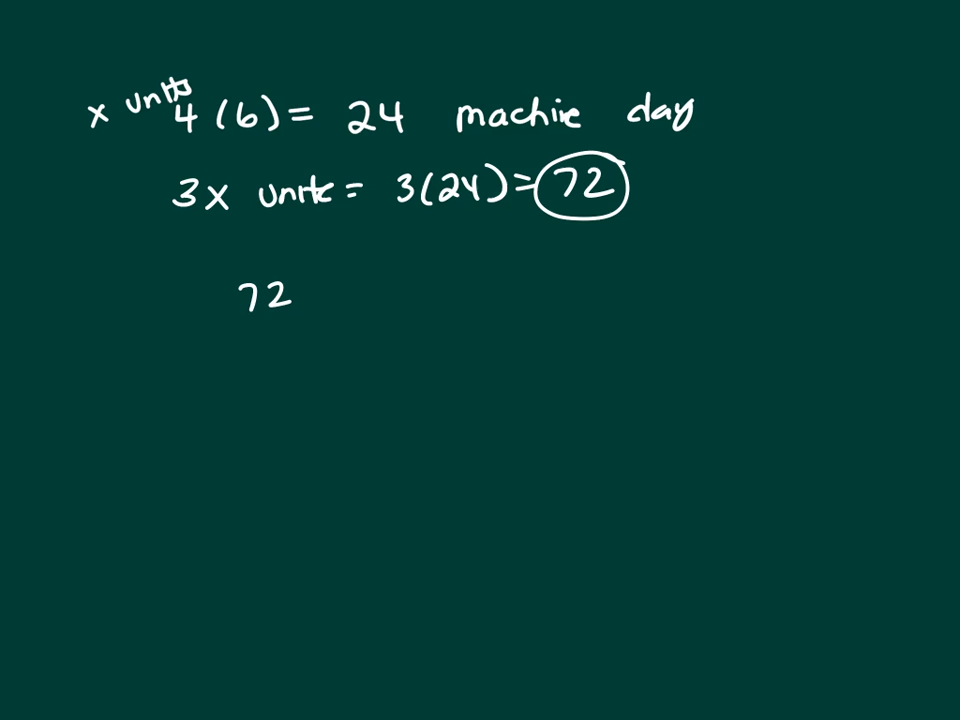 x units 4 (6) = 24 machine day
3x units = 3(24) = 72
72